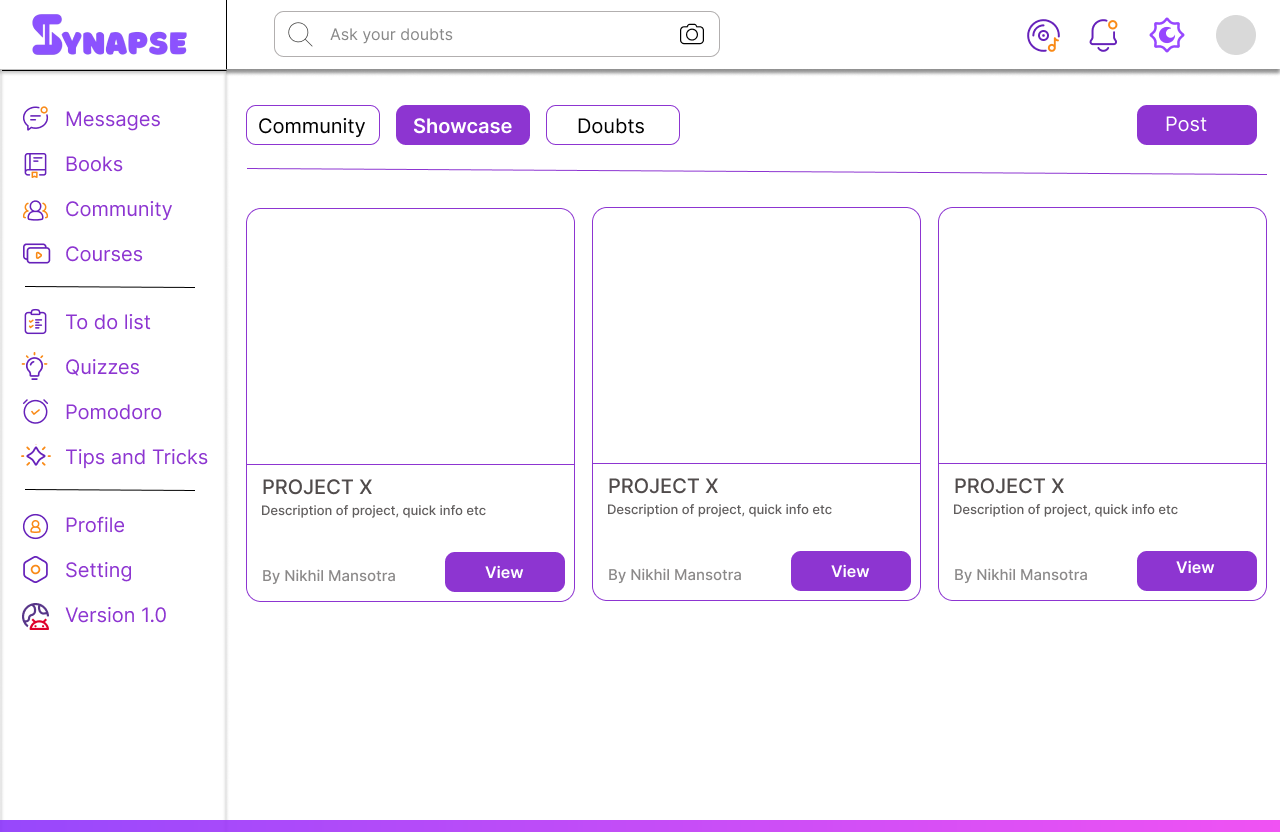 SYNAPSE
Ask your doubts
Messages
Books
Community
Courses
To do list
Quizzes
Pomodoro
Tips and Tricks
Profile
Setting
Version 1.0
Community
Showcase
Doubts
Post
PROJECT X
Description of project, quick info etc
By Nikhil Mansotra
View
PROJECT X
Description of project, quick info etc
By Nikhil Mansotra
View
PROJECT X
Description of project, quick info etc
By Nikhil Mansotra
View